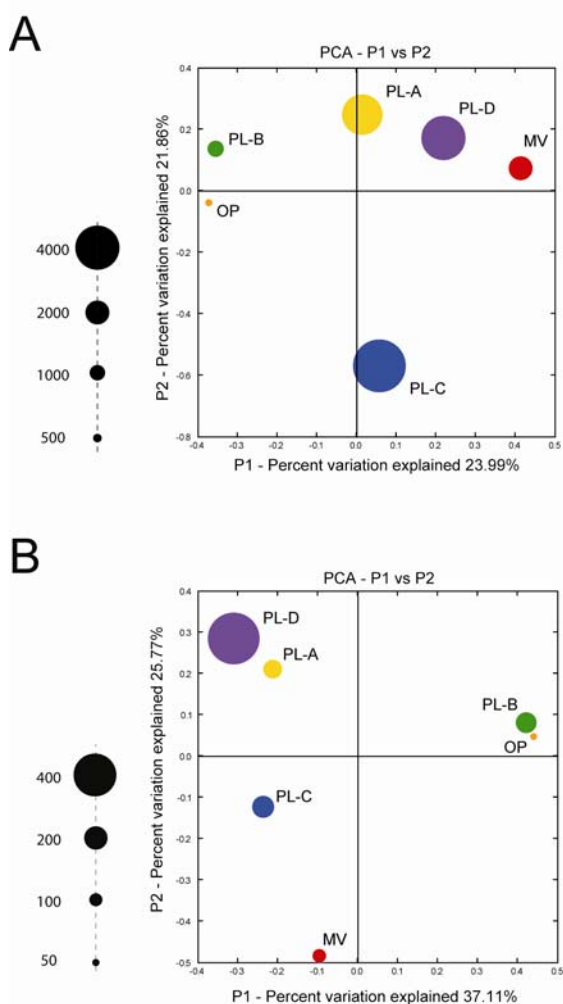 A
PCA - P1 vs P2
0.4
0.2
0.0
-0.2
-0.4
-0.6
-0.8
P2 - Percent variation explained 21.86%
PL-A
PL-D
PL-B
MV
OP
PL-C
4000
2000
1000
500
-0.4
-0.3
-0.2
-0.1
0.0
0.1
0.2
0.3
0.4
0.5
P1 - Percent variation explained 23.99%
B
PCA - P1 vs P2
0.4
0.3
0.2
0.1
0.0
-0.1
-0.2
-0.3
-0.4
-0.5
P2 - Percent variation explained 25.77%
PL-D
PL-A
PL-B
OP
PL-C
MV
400
200
100
50
-0.4
-0.3
-0.2
-0.1
0.0
0.1
0.2
0.3
0.4
0.5
P1 - Percent variation explained 37.11%